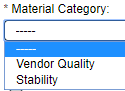 * Material Category:
-----
-----
Vendor Quality
Stability